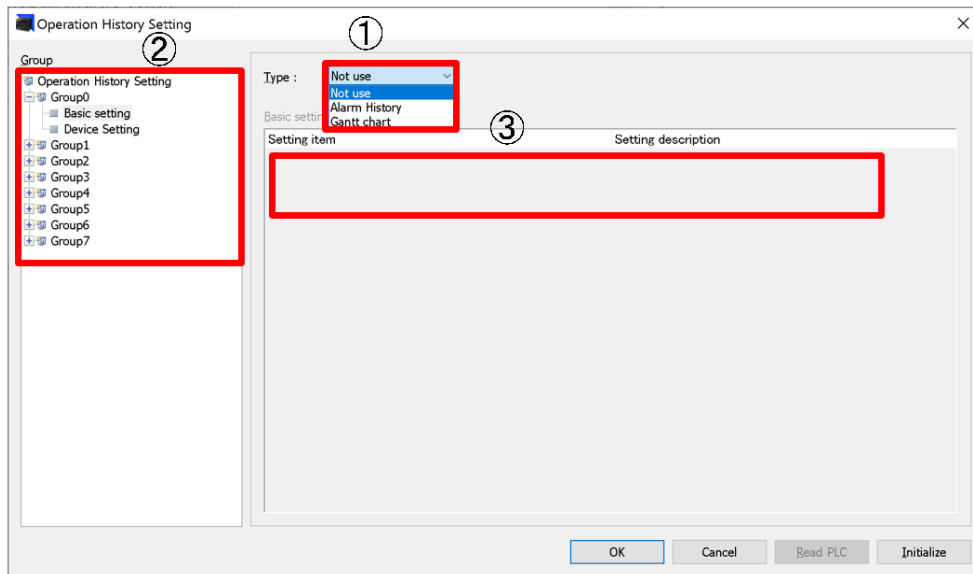 Operation History Setting
①
②
Group
Operation History Setting
Group0
Basic setting
Device Setting
Group1
Group2
Group3
Group4
Group5
Group6
Group7
Type :
Not use
Not use
Alarm History
Gantt chart
Basic settin
③
Setting item Setting description
OK Cancel Read PLC Initialize